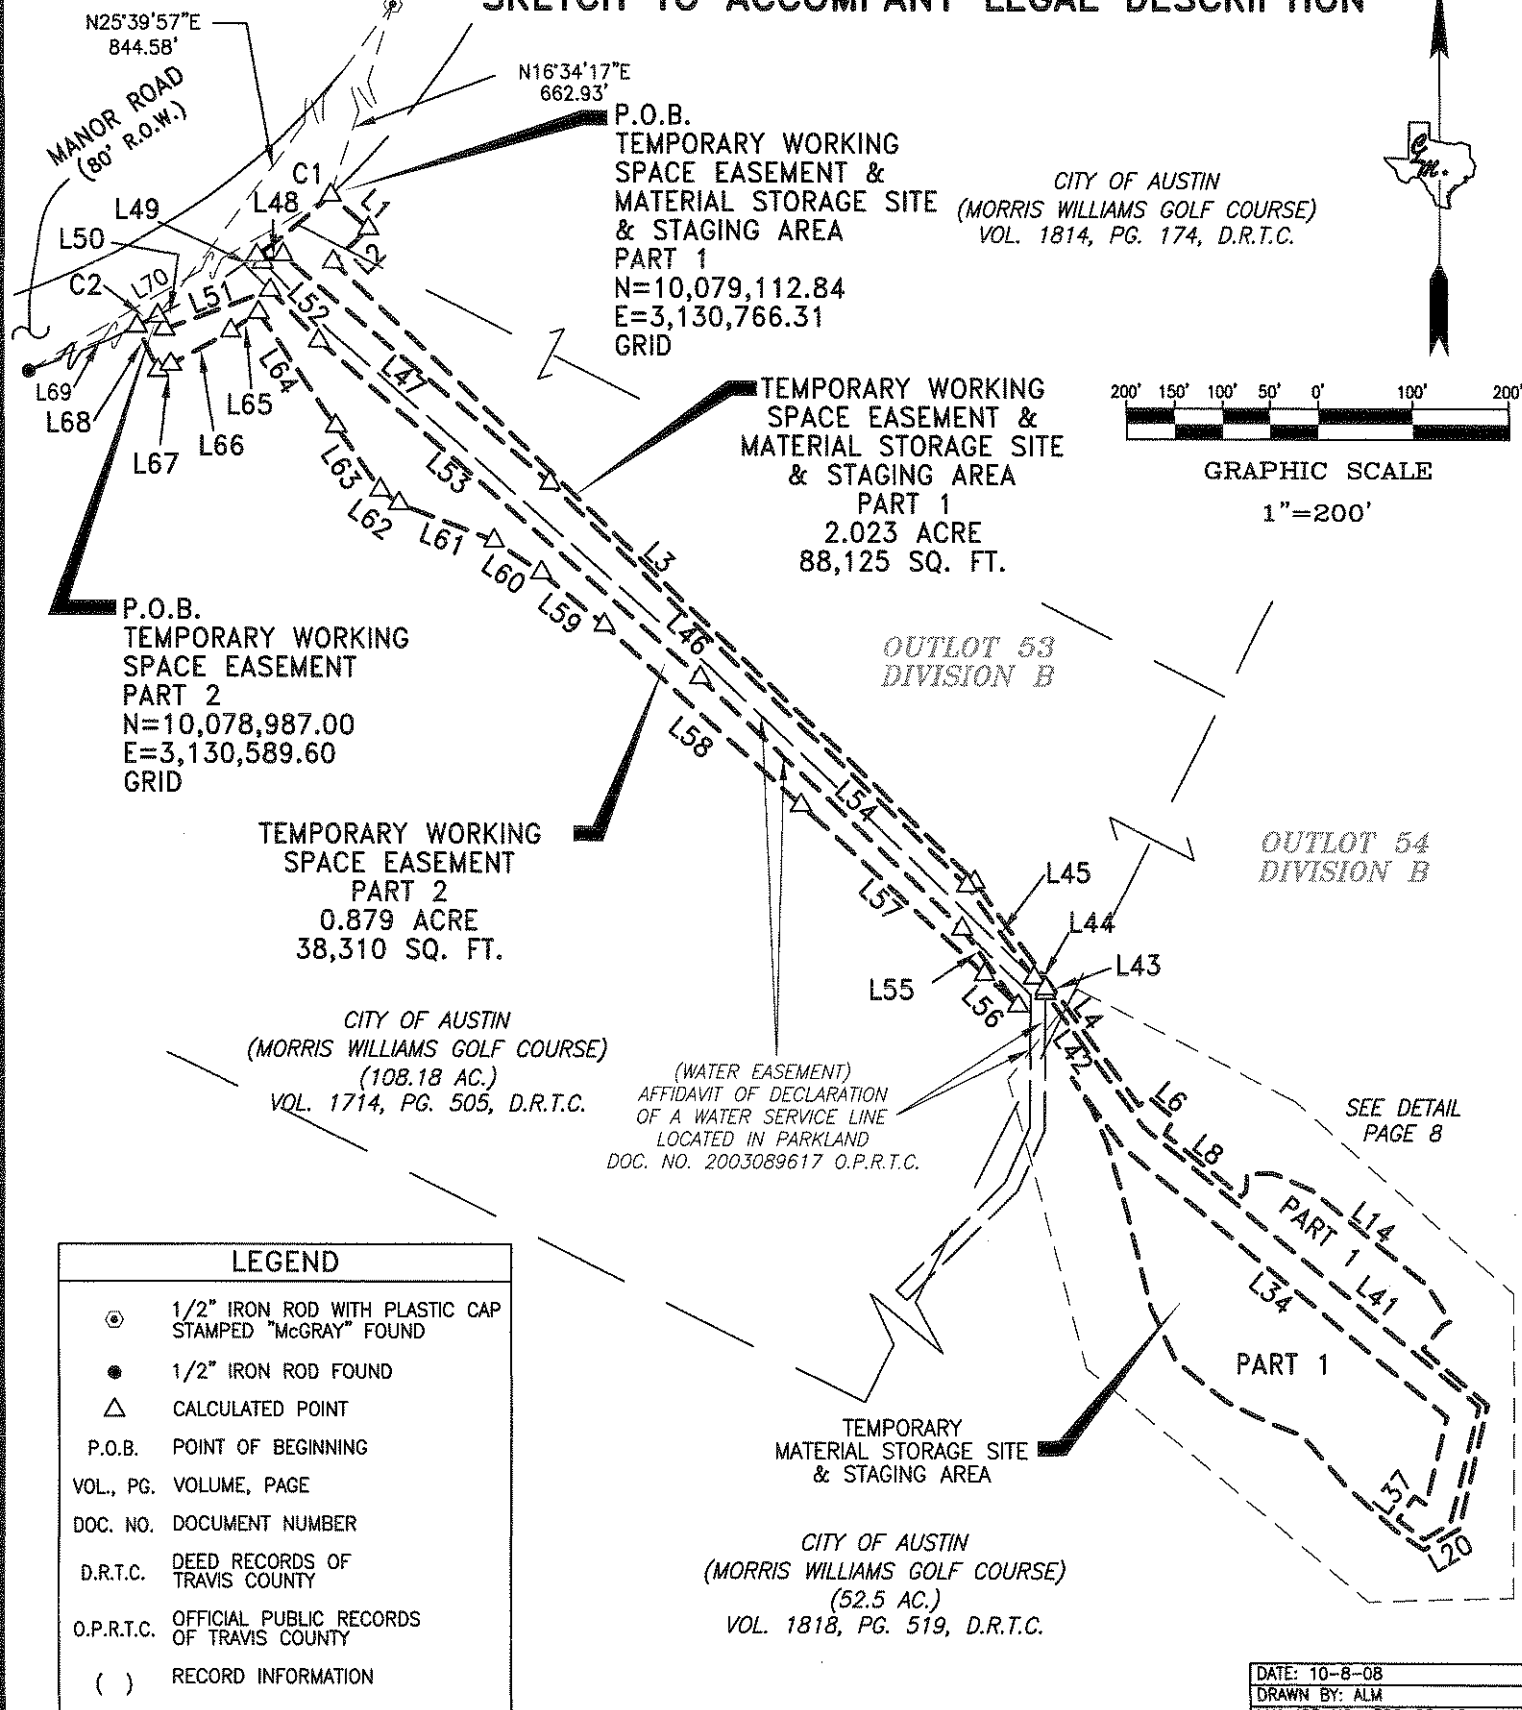 SKETCH TO ACCOMPANY LEGAL DESCRIPTION
N25°39'57"E
844.58'
N16°34'17"E
662.93'
MANOR ROAD
(80' R.O.W.)
P.O.B.
TEMPORARY WORKING
SPACE EASEMENT &
MATERIAL STORAGE SITE
& STAGING AREA
PART 1
N=10,079,112.84
E=3,130,766.31
GRID
CITY OF AUSTIN
(MORRIS WILLIAMS GOLF COURSE)
VOL. 1814, PG. 174, D.R.T.C.
C1
L1
L2
L48
L49
L50
C2
L70
L51
L52
L47
L69
L68
L67
L66
L65
L64
L63
L62
L61
L60
L59
L53
L3
L46
L58
L54
L57
L45
L44
L43
L55
L56
L4
L42
L6
L8
L14
L41
L34
L37
L20
TEMPORARY WORKING
SPACE EASEMENT &
MATERIAL STORAGE SITE
& STAGING AREA
PART 1
2.023 ACRE
88,125 SQ. FT.
200' 150' 100' 50' 0' 100' 200'
GRAPHIC SCALE
1"=200'
P.O.B.
TEMPORARY WORKING
SPACE EASEMENT
PART 2
N=10,078,987.00
E=3,130,589.60
GRID
OUTLOT 53
DIVISION B
OUTLOT 54
DIVISION B
TEMPORARY WORKING
SPACE EASEMENT
PART 2
0.879 ACRE
38,310 SQ. FT.
CITY OF AUSTIN
(MORRIS WILLIAMS GOLF COURSE)
(108.18 AC.)
VOL. 1714, PG. 505, D.R.T.C.
(WATER EASEMENT)
AFFIDAVIT OF DECLARATION
OF A WATER SERVICE LINE
LOCATED IN PARKLAND
DOC. NO. 2003089617 O.P.R.T.C.
SEE DETAIL
PAGE 8
PART 1
PART 1
TEMPORARY
MATERIAL STORAGE SITE
& STAGING AREA
CITY OF AUSTIN
(MORRIS WILLIAMS GOLF COURSE)
(52.5 AC.)
VOL. 1818, PG. 519, D.R.T.C.
LEGEND
1/2" IRON ROD WITH PLASTIC CAP
STAMPED "McGRAY" FOUND
1/2" IRON ROD FOUND
CALCULATED POINT
P.O.B. POINT OF BEGINNING
VOL., PG. VOLUME, PAGE
DOC. NO. DOCUMENT NUMBER
D.R.T.C. DEED RECORDS OF
TRAVIS COUNTY
O.P.R.T.C. OFFICIAL PUBLIC RECORDS
OF TRAVIS COUNTY
( ) RECORD INFORMATION
DATE: 10-8-08
DRAWN BY: ALM